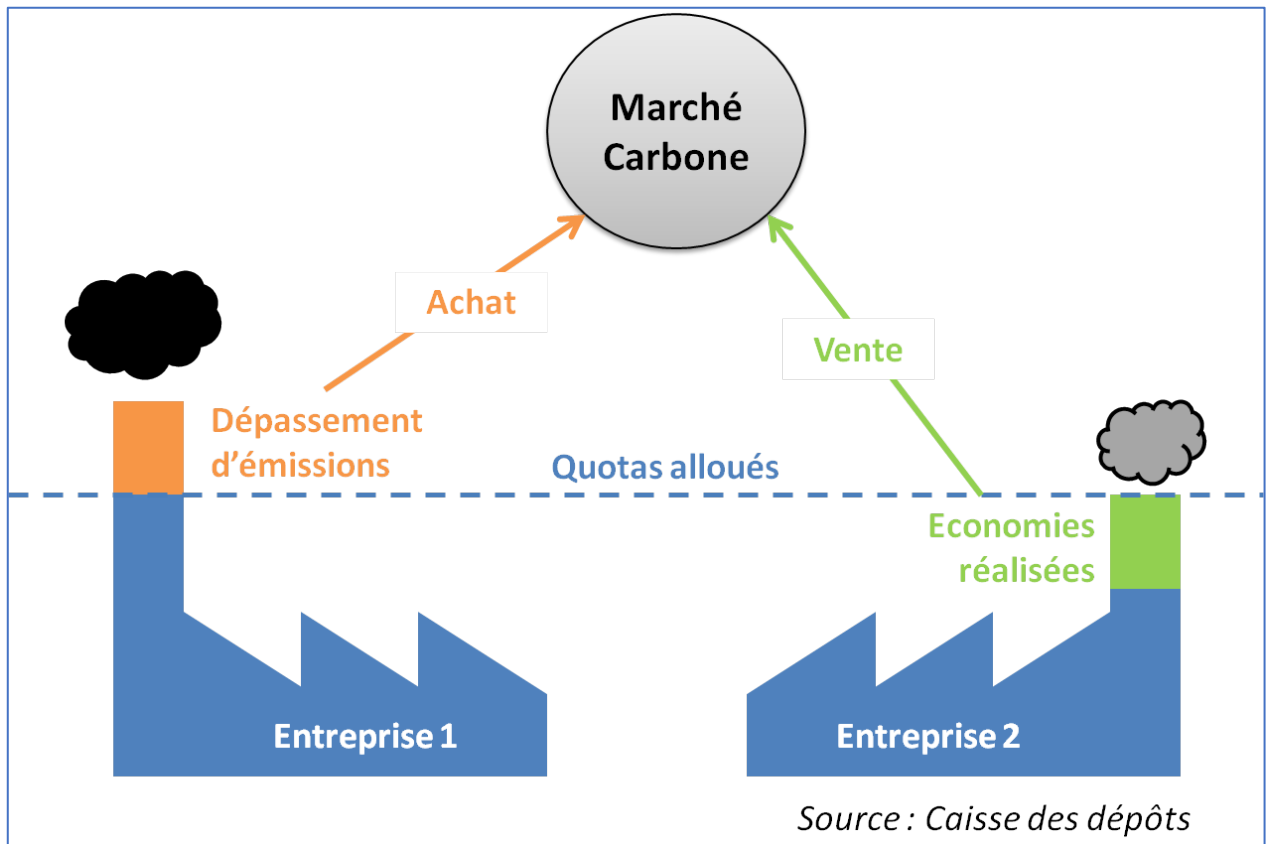 Marché
Carbone
Achat
Vente
Dépassement
d'émissions
Quotas alloués
Economies
réalisées
Entreprise 1
Entreprise 2
Source : Caisse des dépôts